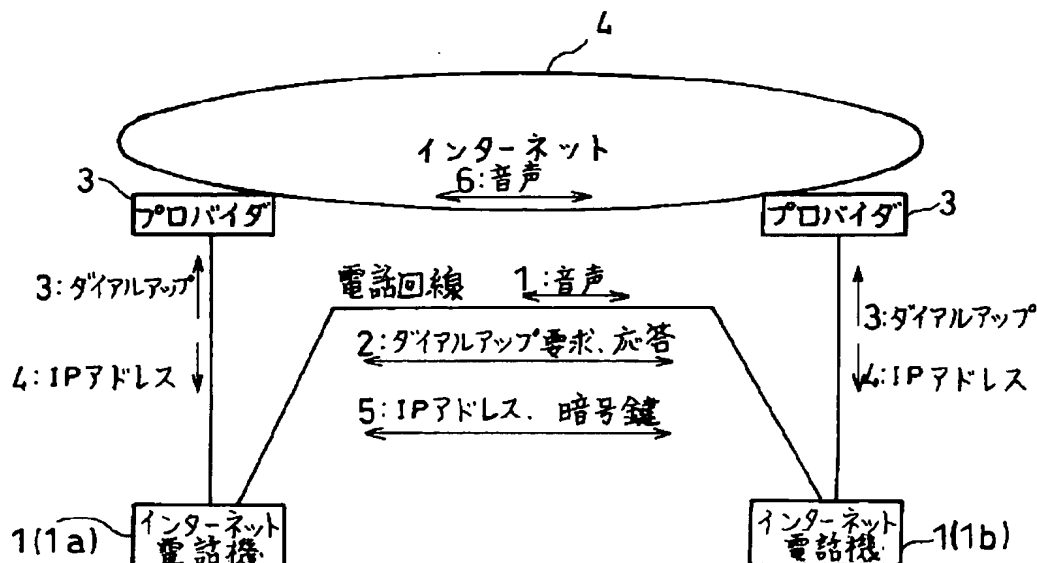 4
インターネット
6:音声
3
プロバイダ
プロバイダ
3
電話回線
1:音声
3:ダイアルアップ
3:ダイアルアップ
2:ダイアルアップ要求、応答
4:IPアドレス
4:IPアドレス
5:IPアドレス、暗号鍵
1(1a)
インターネット
電話機
インターネット
電話機
1(1b)